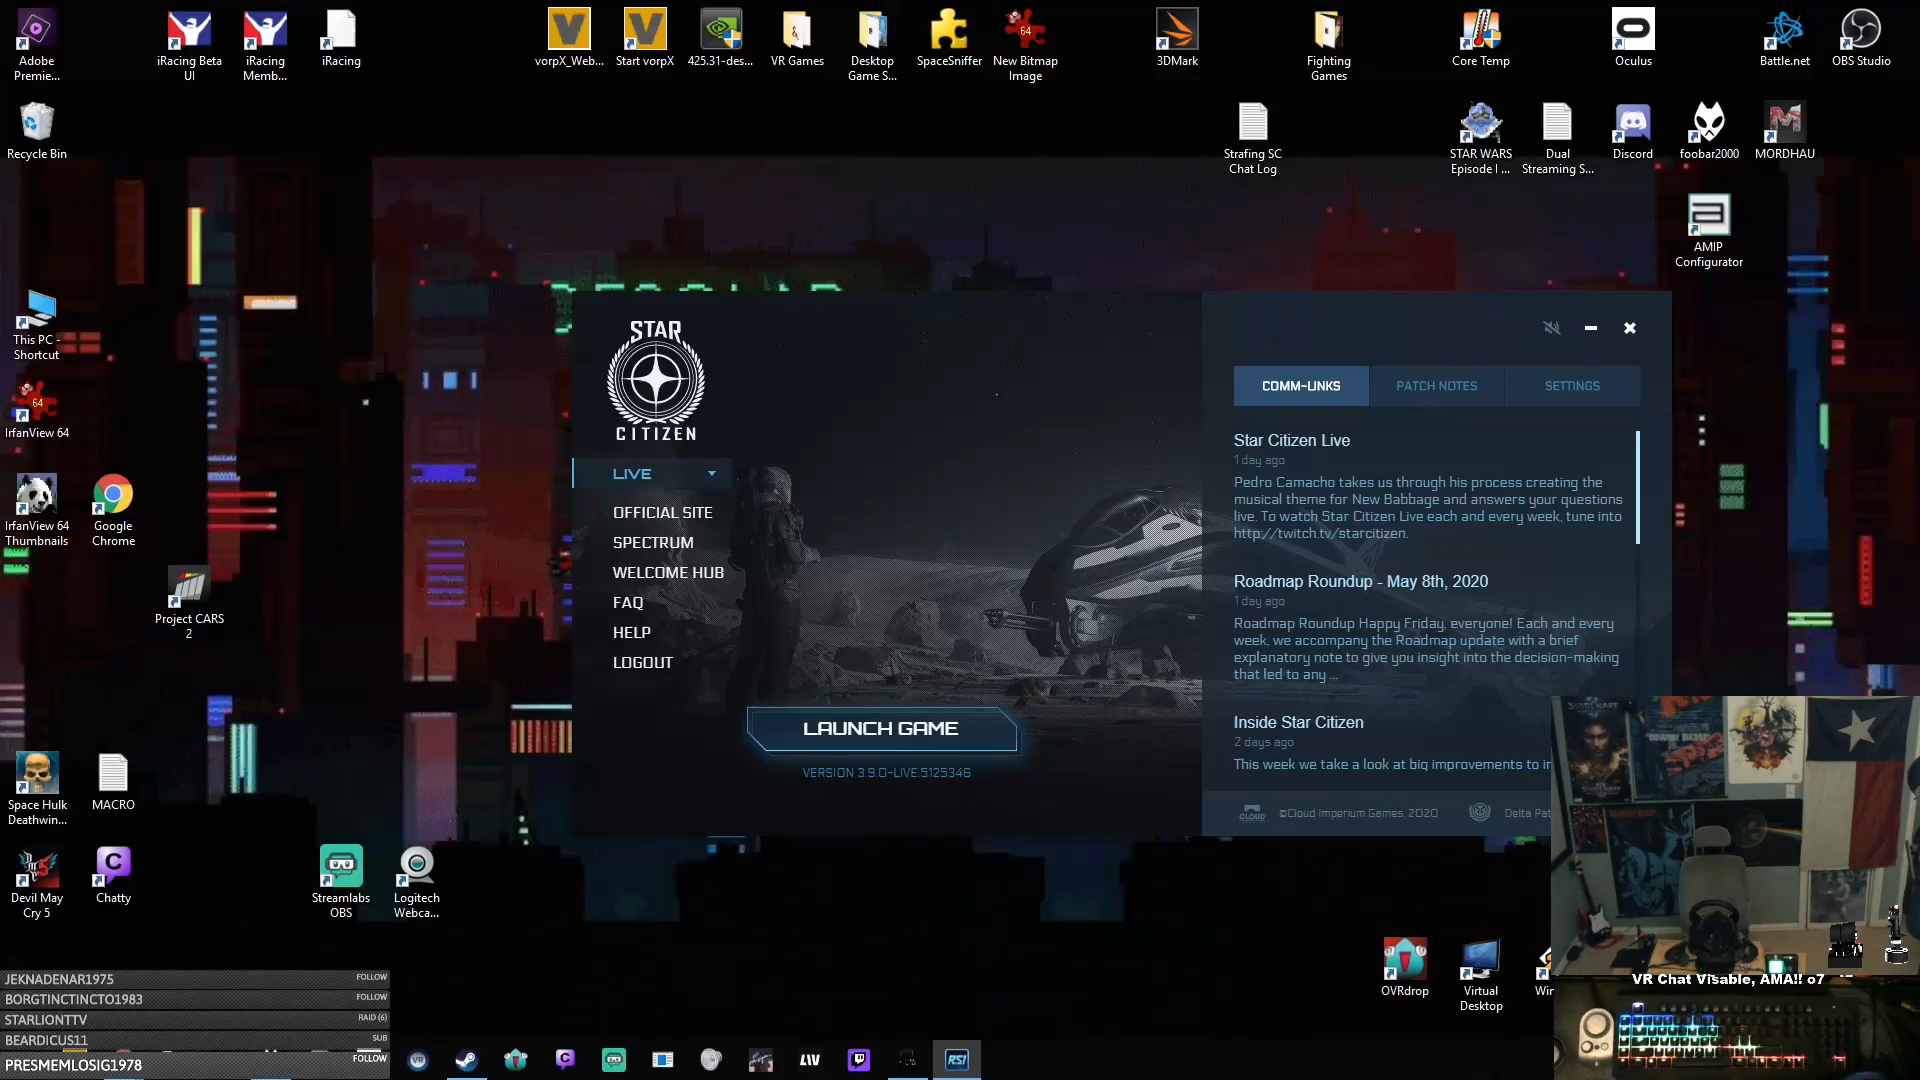 Adobe
Premie...
iRacing Beta
UI
iRacing
Memb...
iRacing
vorpX_Web...
Start vorpX
425.31-des...
VR Games
Desktop
Game S...
SpaceSniffer
64
New Bitmap
Image
3DMark
Fighting
Games
Core Temp
Oculus
Battle.net
OBS Studio
Recycle Bin
Strafing SC
Chat Log
STAR WARS
Episode I ...
Dual
Streaming S...
Discord
foobar2000
MORDHAU
AMIP
Configurator
This PC -
Shortcut
64
IrfanView 64
IrfanView 64
Thumbnails
Google
Chrome
Project CARS
2
Space Hulk
Deathwin...
MACRO
Devil May
Cry 5
Chatty
Streamlabs
OBS
Logitech
Webca...
OVRdrop
Virtual
Desktop
Win
STAR
CITIZEN
LIVE
OFFICIAL SITE
SPECTRUM
WELCOME HUB
FAQ
HELP
LOGOUT
LAUNCH GAME
VERSION 3.9.0-LIVE.5125346
COMM-LINKS
PATCH NOTES
SETTINGS
Star Citizen Live
1 day ago
Pedro Camacho takes us through his process creating the
musical theme for New Babbage and answers your questions
live. To watch Star Citizen Live each and every week, tune into
http://twitch.tv/starcitizen.
Roadmap Roundup - May 8th, 2020
1 day ago
Roadmap Roundup Happy Friday, everyone! Each and every
week, we accompany the Roadmap update with a brief
explanatory note to give you insight into the decision-making
that led to any ...
Inside Star Citizen
2 days ago
This week we take a look at big improvements to in
CLOUD
©Cloud Imperium Games, 2020
Delta Pat
VR Chat Visable, AMA!! o7
JEKNADENAR1975 FOLLOW
BORGTINCTINCTO1983 FOLLOW
STARLIONTTV RAID (6)
BEARDICUS11 SUB
PRESMEMLOSIG1978 FOLLOW
VR
LIV
RSI